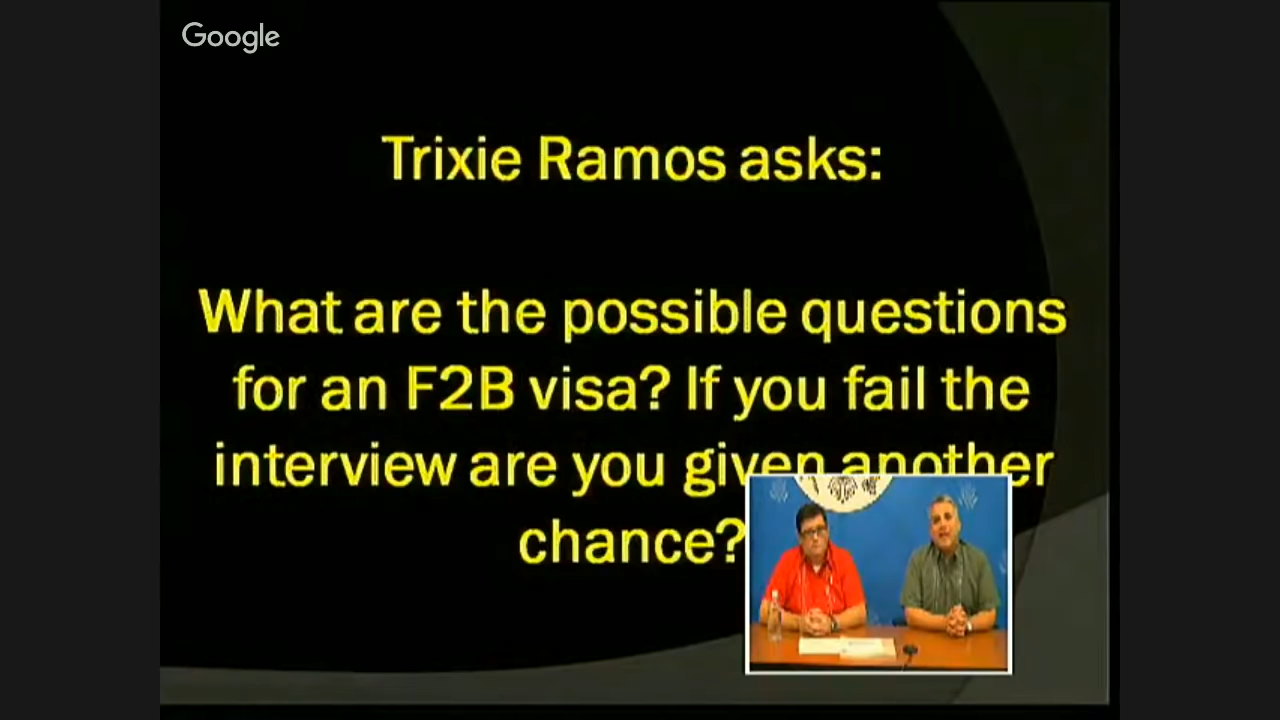 Google
Trixie Ramos asks:
What are the possible questions
for an F2B visa? If you fail the
interview are you given another
chance?